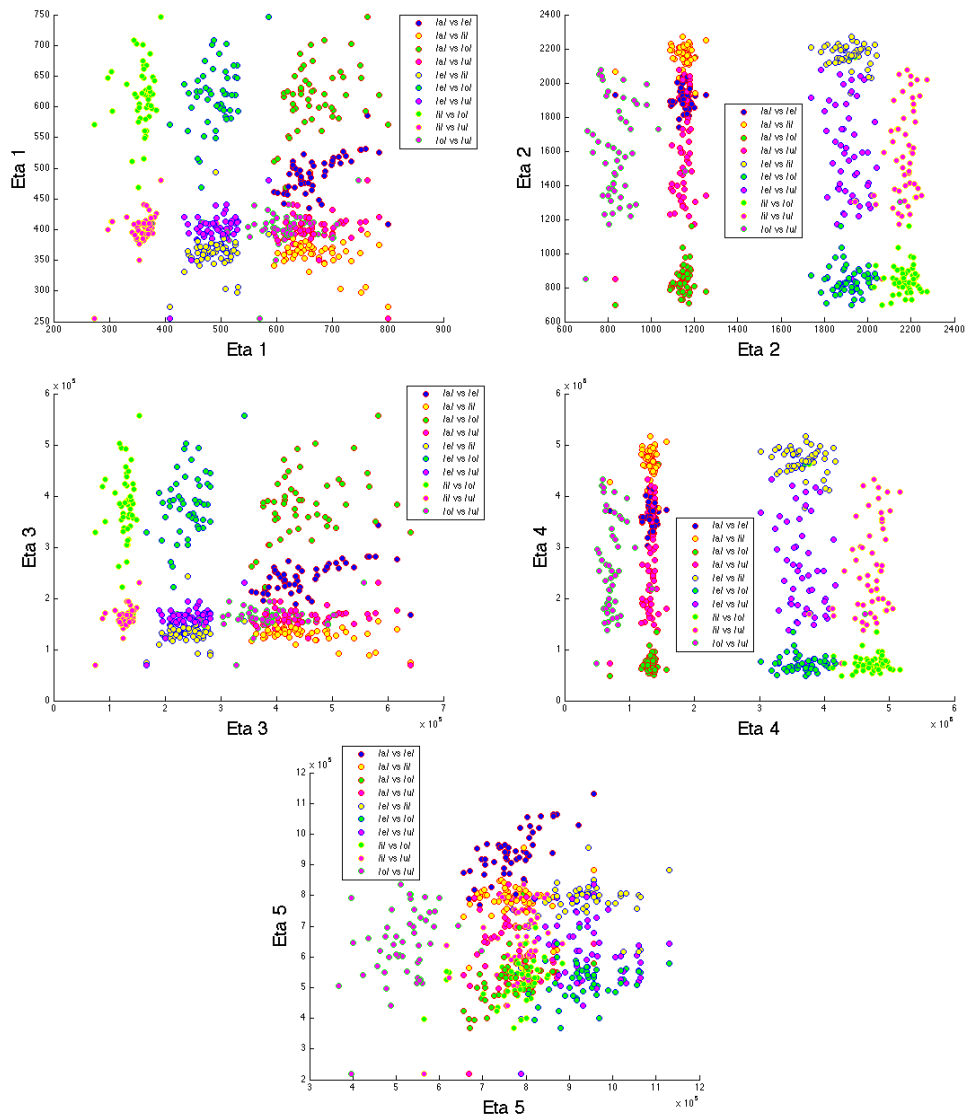 750
700
650
600
550
500
450
400
350
300
250
Eta 1
200 300 400 500 600 700 800 900
Eta 1
/a/ vs /e/
/a/ vs /i/
/a/ vs /o/
/a/ vs /u/
/e/ vs /i/
/e/ vs /o/
/e/ vs /u/
/i/ vs /o/
/i/ vs /u/
/o/ vs /u/
2400
2200
2000
1800
1600
1400
1200
1000
800
600
Eta 2
600 800 1000 1200 1400 1600 1800 2000 2200 2400
Eta 2
/a/ vs /e/
/a/ vs /i/
/a/ vs /o/
/a/ vs /u/
/e/ vs /i/
/e/ vs /o/
/e/ vs /u/
/i/ vs /o/
/i/ vs /u/
/o/ vs /u/
x 10⁵
6
5
4
3
2
1
0
Eta 3
0 1 2 3 4 5 6 7
Eta 3
x 10⁵
/a/ vs /e/
/a/ vs /i/
/a/ vs /o/
/a/ vs /u/
/e/ vs /i/
/e/ vs /o/
/e/ vs /u/
/i/ vs /o/
/i/ vs /u/
/o/ vs /u/
x 10⁵
6
5
4
3
2
1
0
Eta 4
0 1 2 3 4 5 6
Eta 4
x 10⁵
/a/ vs /e/
/a/ vs /i/
/a/ vs /o/
/a/ vs /u/
/e/ vs /i/
/e/ vs /o/
/e/ vs /u/
/i/ vs /o/
/i/ vs /u/
/o/ vs /u/
x 10⁵
12
11
10
9
8
7
6
5
4
3
2
Eta 5
3 4 5 6 7 8 9 10 11 12
Eta 5
x 10⁵
/a/ vs /e/
/a/ vs /i/
/a/ vs /o/
/a/ vs /u/
/e/ vs /i/
/e/ vs /o/
/e/ vs /u/
/i/ vs /o/
/i/ vs /u/
/o/ vs /u/